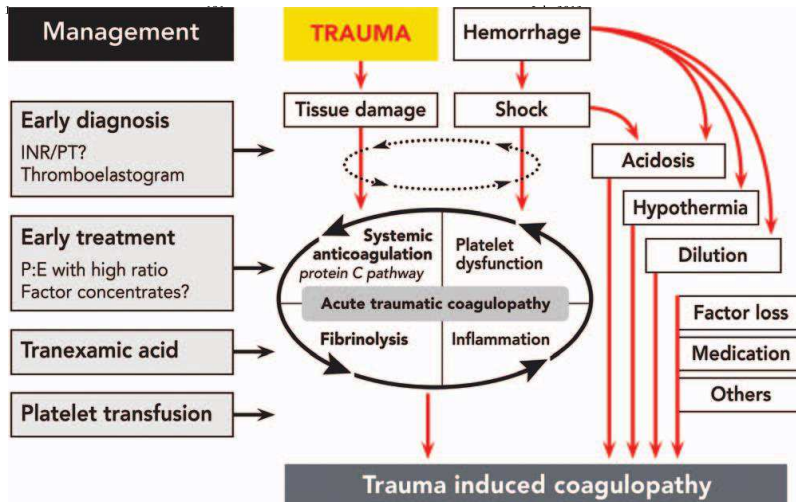 Management
TRAUMA
Hemorrhage
Early diagnosis
INR/PT?
Thromboelastogram
Tissue damage
Shock
Acidosis
Hypothermia
Dilution
Early treatment
P:E with high ratio
Factor concentrates?
Systemic
anticoagulation
protein C pathway
Platelet
dysfunction
Acute traumatic coagulopathy
Fibrinolysis
Inflammation
Factor loss
Medication
Others
Tranexamic acid
Platelet transfusion
Trauma induced coagulopathy